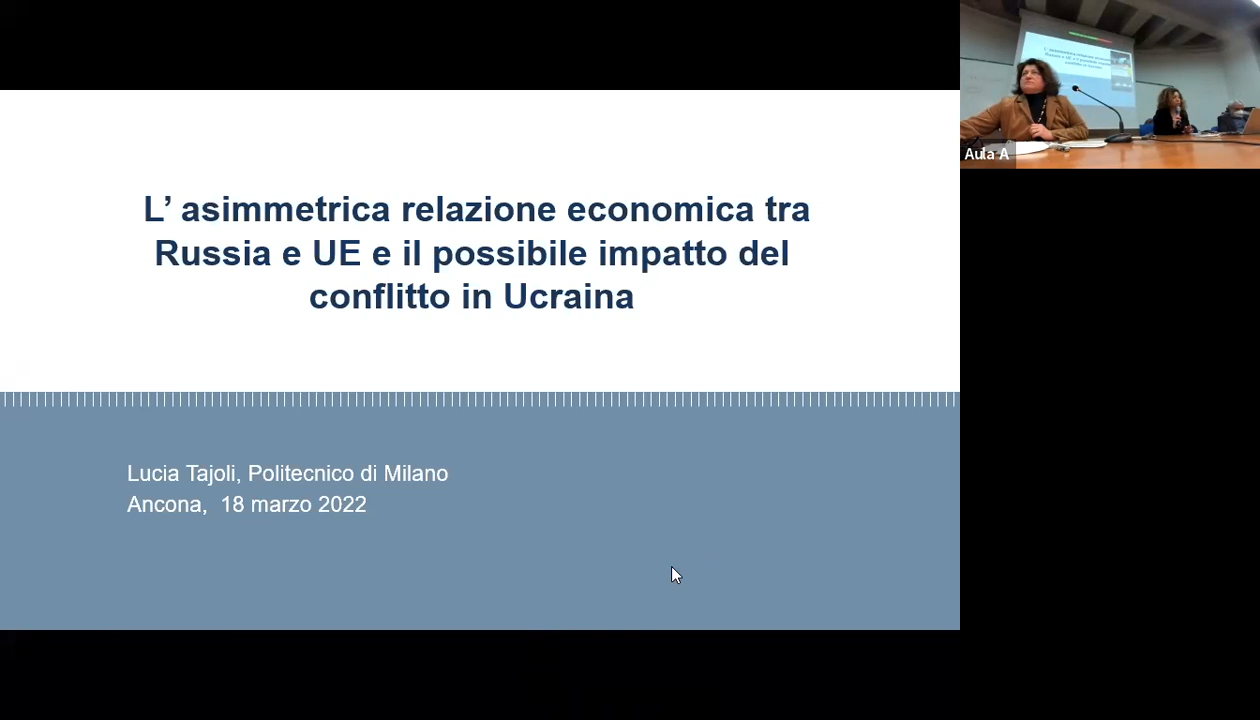 L’ asimmetrica relazione economica tra
Russia e UE e il possibile impatto del
conflitto in Ucraina
Lucia Tajoli, Politecnico di Milano
Ancona,  18 marzo 2022
Aula A